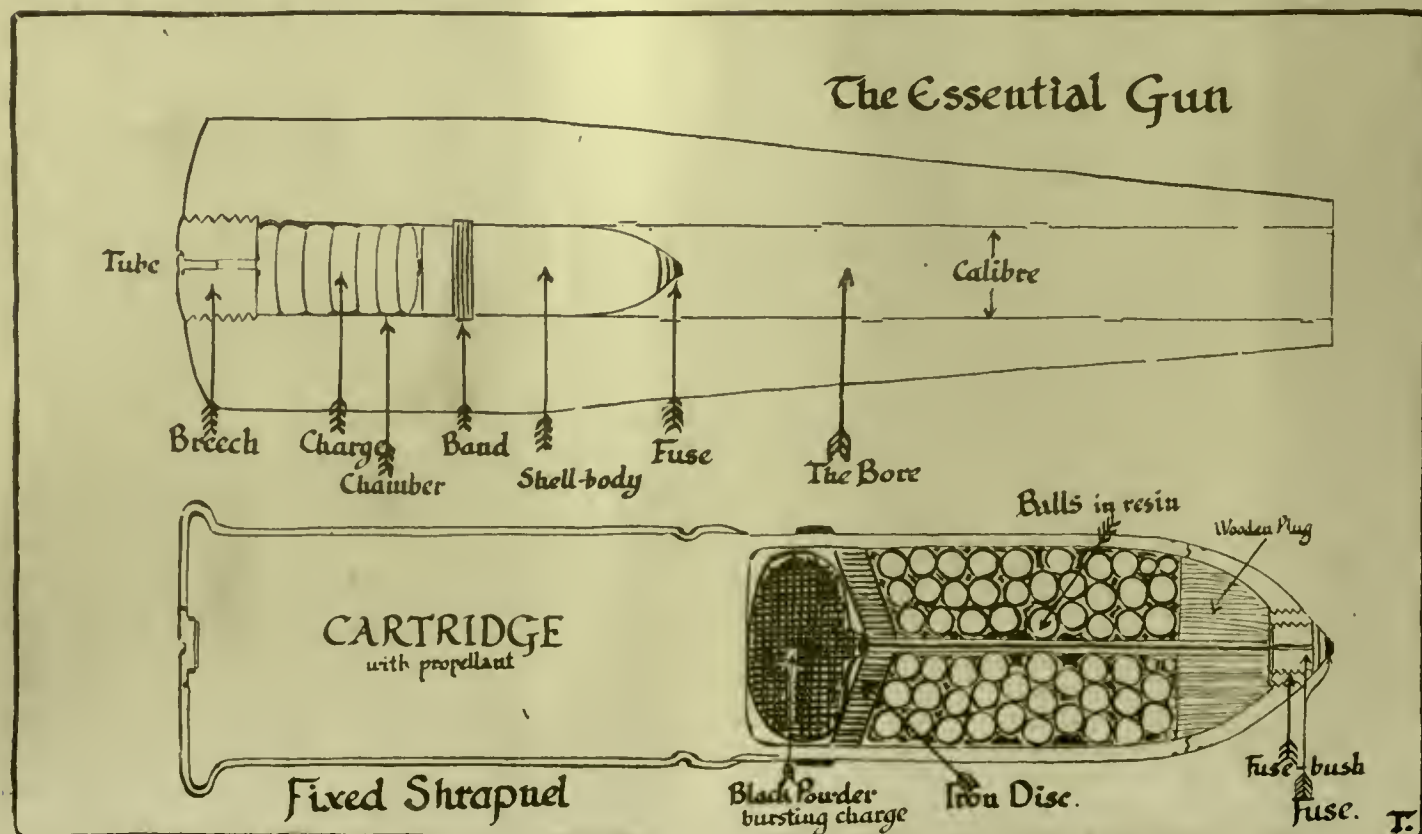 The Essential Gun
Tube
Calibre
Breech
Charge
Chamber
Band
Shell-body
Fuse
The Bore
Balls in resin
Wooden Plug
CARTRIDGE
with propellant
Fixed Shrapnel
Black Powder
bursting charge
Iron Disc.
Fuse-bush
Fuse.
T.